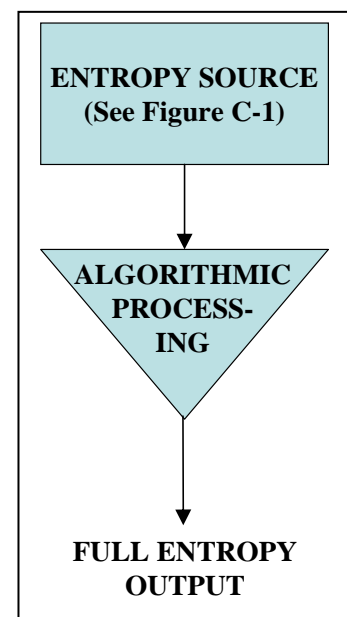 ENTROPY SOURCE
(See Figure C-1)
ALGORITHMIC
PROCESS-
ING
FULL ENTROPY
OUTPUT